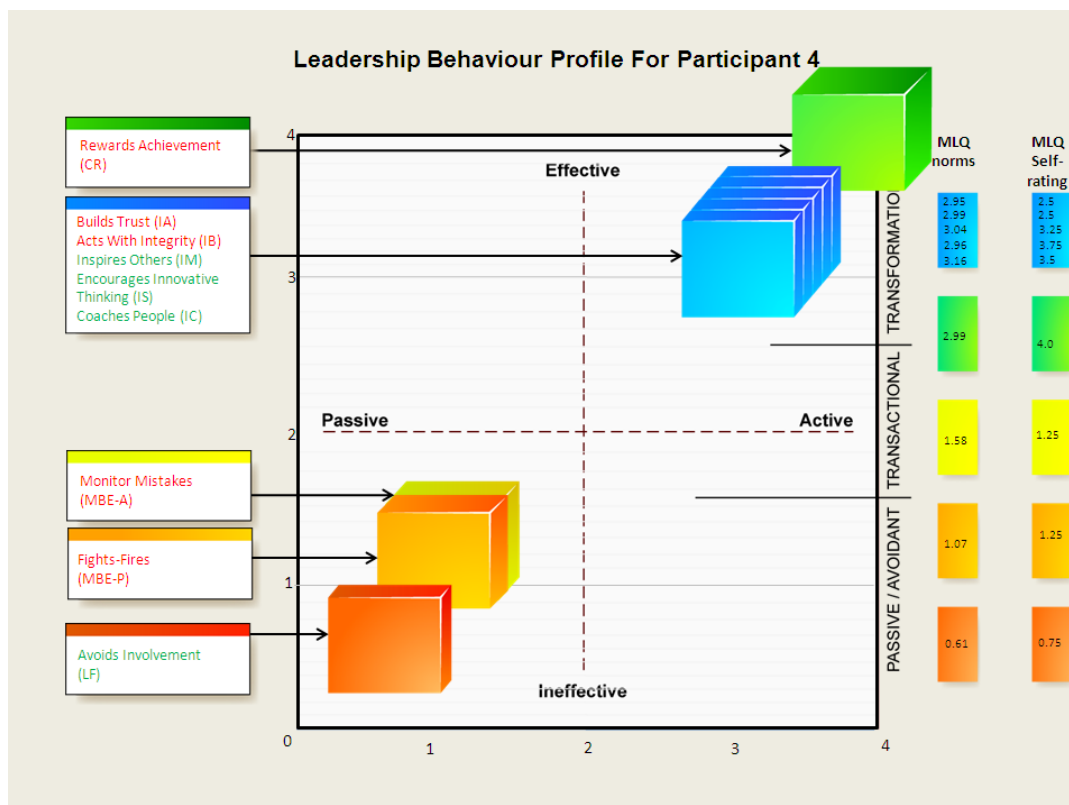 Leadership Behaviour Profile For Participant 4
Rewards Achievement
(CR)
Builds Trust (IA)
Acts With Integrity (IB)
Inspires Others (IM)
Encourages Innovative
Thinking (IS)
Coaches People (IC)
Monitor Mistakes
(MBE-A)
Fights-Fires
(MBE-P)
Avoids Involvement
(LF)
4
3
2
1
0
1
2
3
4
Effective
Passive
Active
ineffective
TRANSFORMATION
TRANSACTIONAL
PASSIVE / AVOIDANT
MLQ
norms
2.95
2.99
3.04
2.96
3.16
2.99
1.58
1.07
0.61
MLQ
Self-
rating
2.5
2.5
3.25
3.75
3.5
4.0
1.25
1.25
0.75